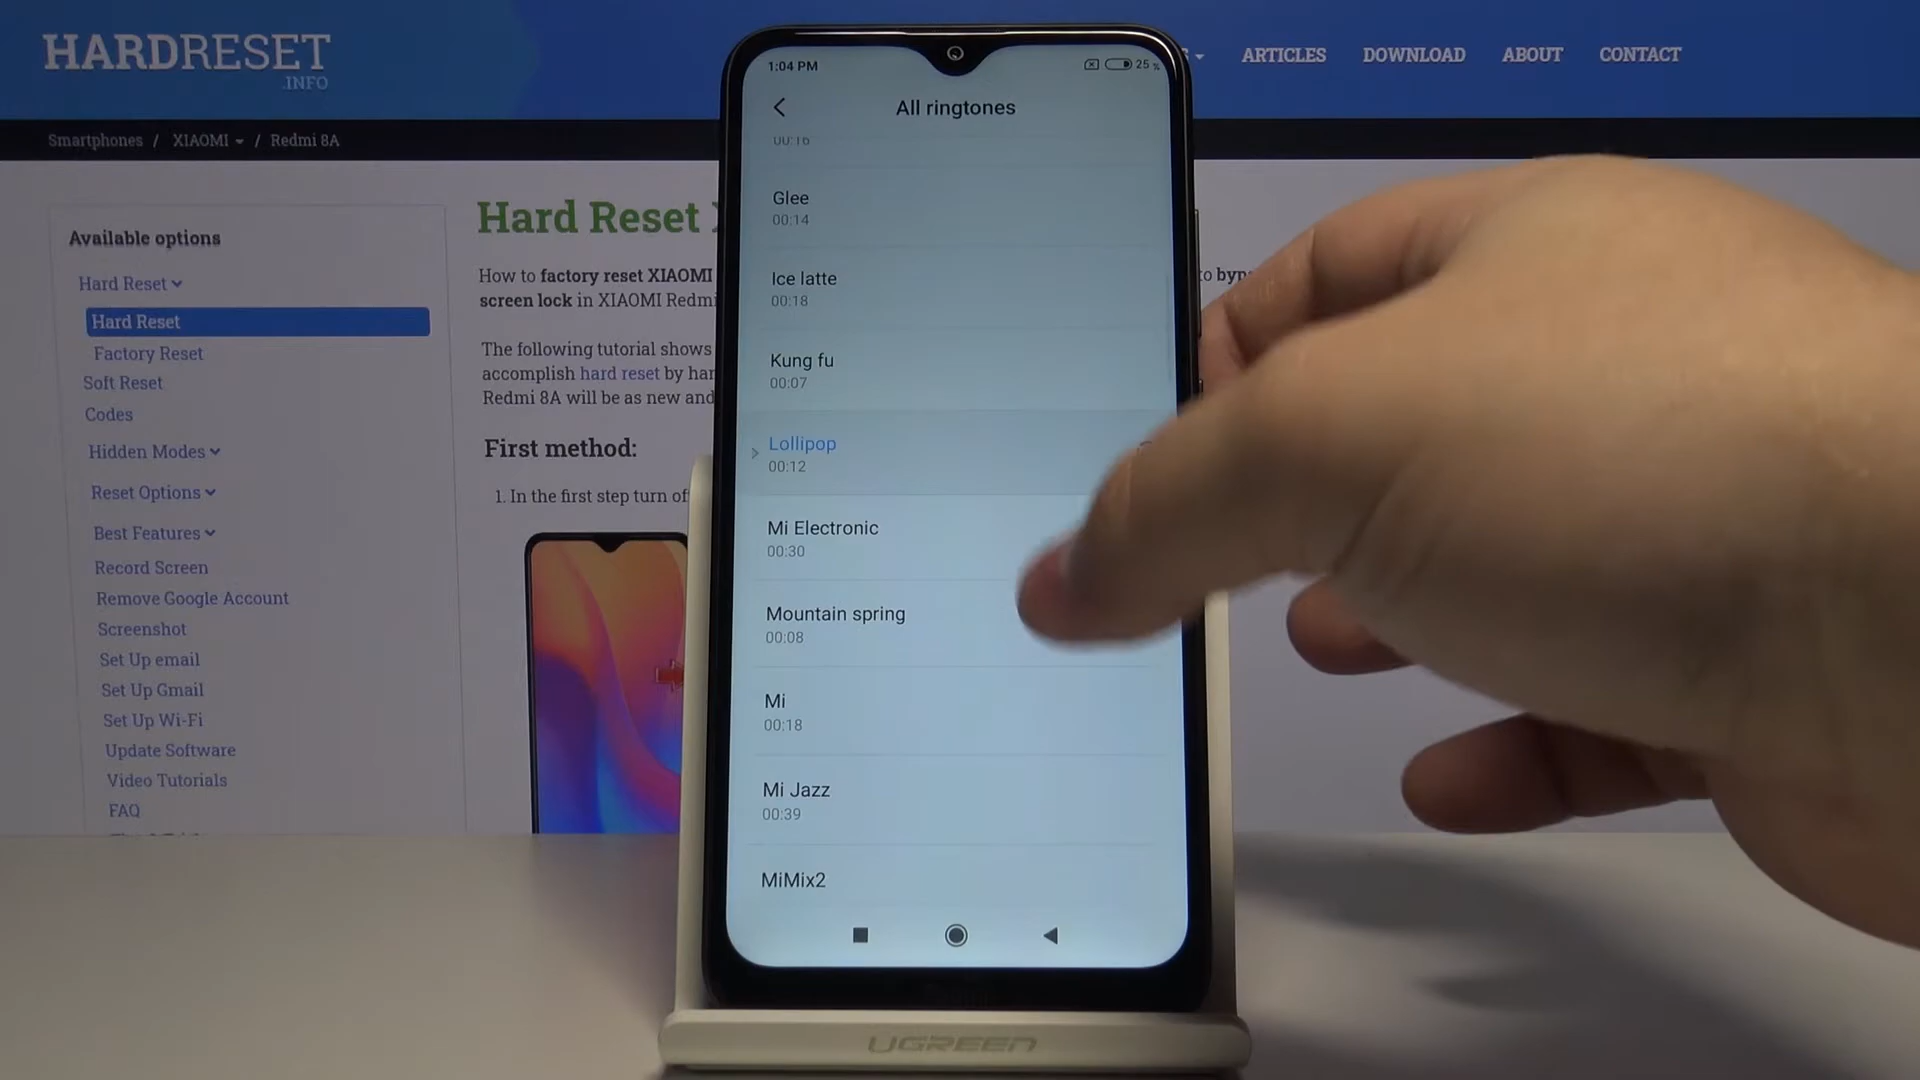 HARDRESET
.INFO
ARTICLES
DOWNLOAD
ABOUT
CONTACT
Smartphones / XIAOMI / Redmi 8A
Available options
Hard Reset
Hard Reset
Factory Reset
Soft Reset
Codes
Hidden Modes
Reset Options
Best Features
Record Screen
Remove Google Account
Screenshot
Set Up email
Set Up Gmail
Set Up Wi-Fi
Update Software
Video Tutorials
FAQ
Hard Reset
How to factory reset XIAOMI
screen lock in XIAOMI Redmi
to
The following tutorial shows
accomplish hard reset by
Redmi 8A will be as new and
First method:
1. In the first step turn
1:04 PM
25 %
All ringtones
00:16
Glee
00:14
Ice latte
00:18
Kung fu
00:07
Lollipop
00:12
Mi Electronic
00:30
Mountain spring
00:08
Mi
00:18
Mi Jazz
00:39
MiMix2
UGREEN